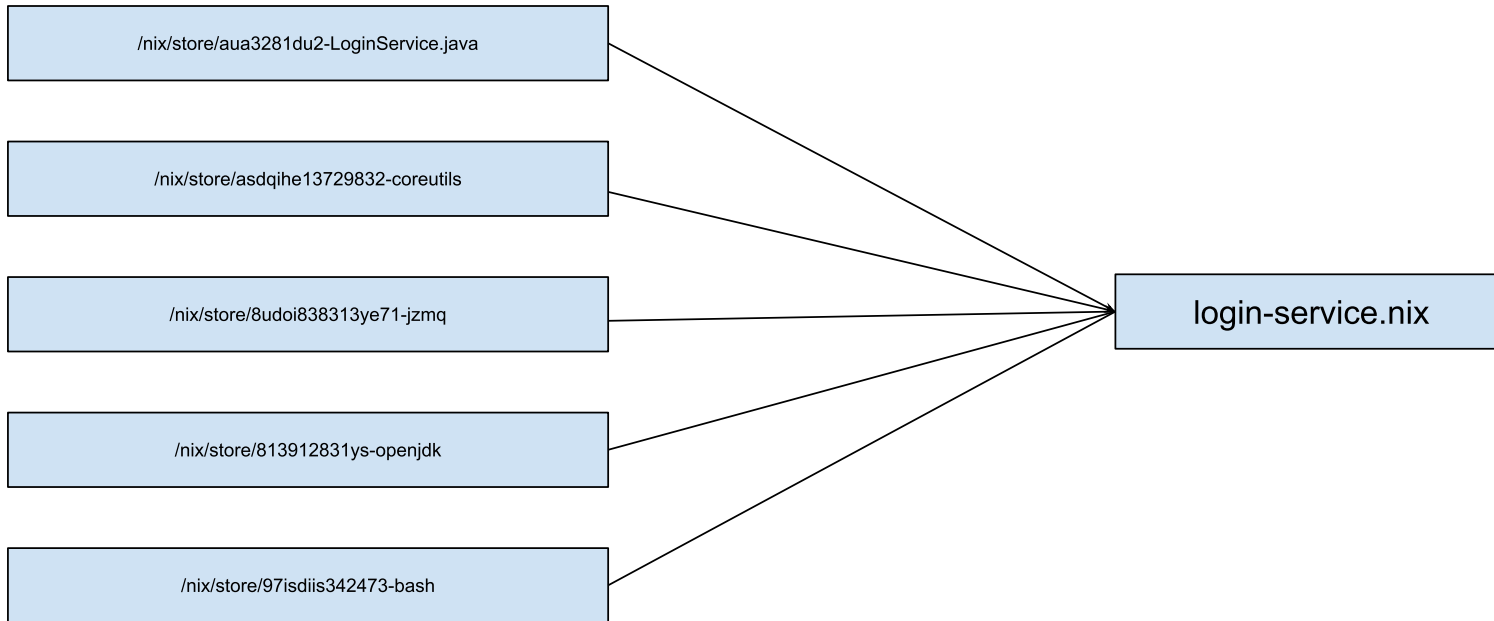 /nix/store/aua3281du2-LoginService.java
/nix/store/asdqihe13729832-coreutils
/nix/store/8udoi838313ye71-jzmq
login-service.nix
/nix/store/813912831ys-openjdk
/nix/store/97isdiis342473-bash